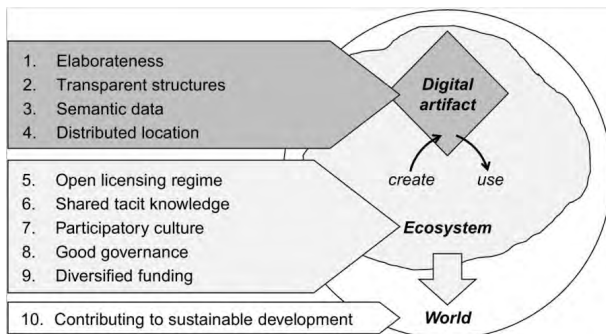 1. Elaborateness
2. Transparent structures
3. Semantic data
4. Distributed location
Digital
artifact
create
use
5. Open licensing regime
6. Shared tacit knowledge
7. Participatory culture
8. Good governance
9. Diversified funding
Ecosystem
10. Contributing to sustainable development
World